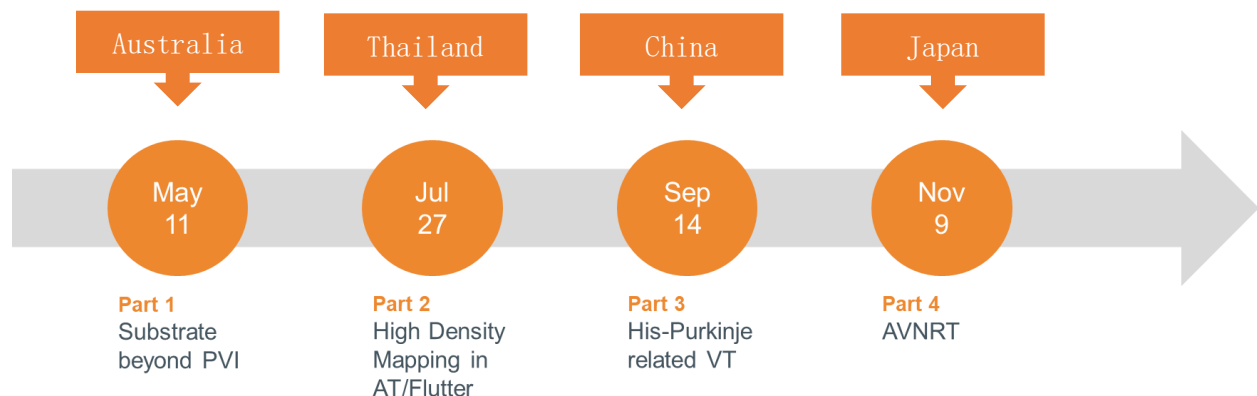 Australia
Thailand
China
Japan
May
11
Jul
27
Sep
14
Nov
9
Part 1
Substrate
beyond PVI
Part 2
High Density
Mapping in
AT/Flutter
Part 3
His-Purkinje
related VT
Part 4
AVNRT